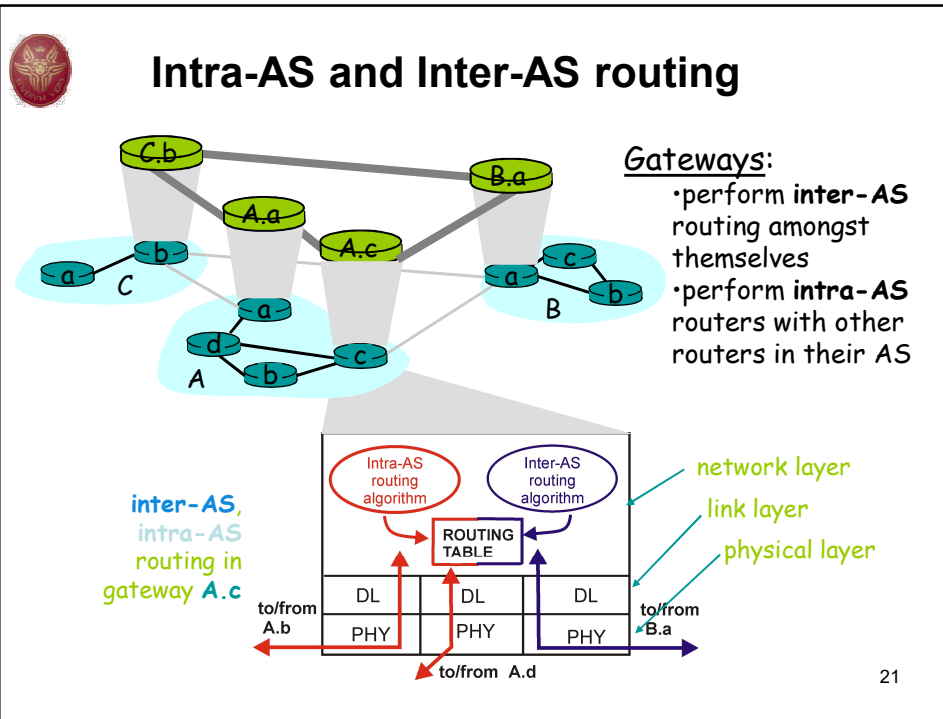 Intra-AS and Inter-AS routing
C.b
B.a
A.a
A.c
a
b
C
a
c
b
B
a
d
b
c
A
Gateways:
•perform inter-AS
routing amongst
themselves
•perform intra-AS
routers with other
routers in their AS
inter-AS,
intra-AS
routing in
gateway A.c
Intra-AS
routing
algorithm
Inter-AS
routing
algorithm
ROUTING
TABLE
DL
DL
DL
PHY
PHY
PHY
to/from
A.b
to/from A.d
to/from
B.a
network layer
link layer
physical layer
21